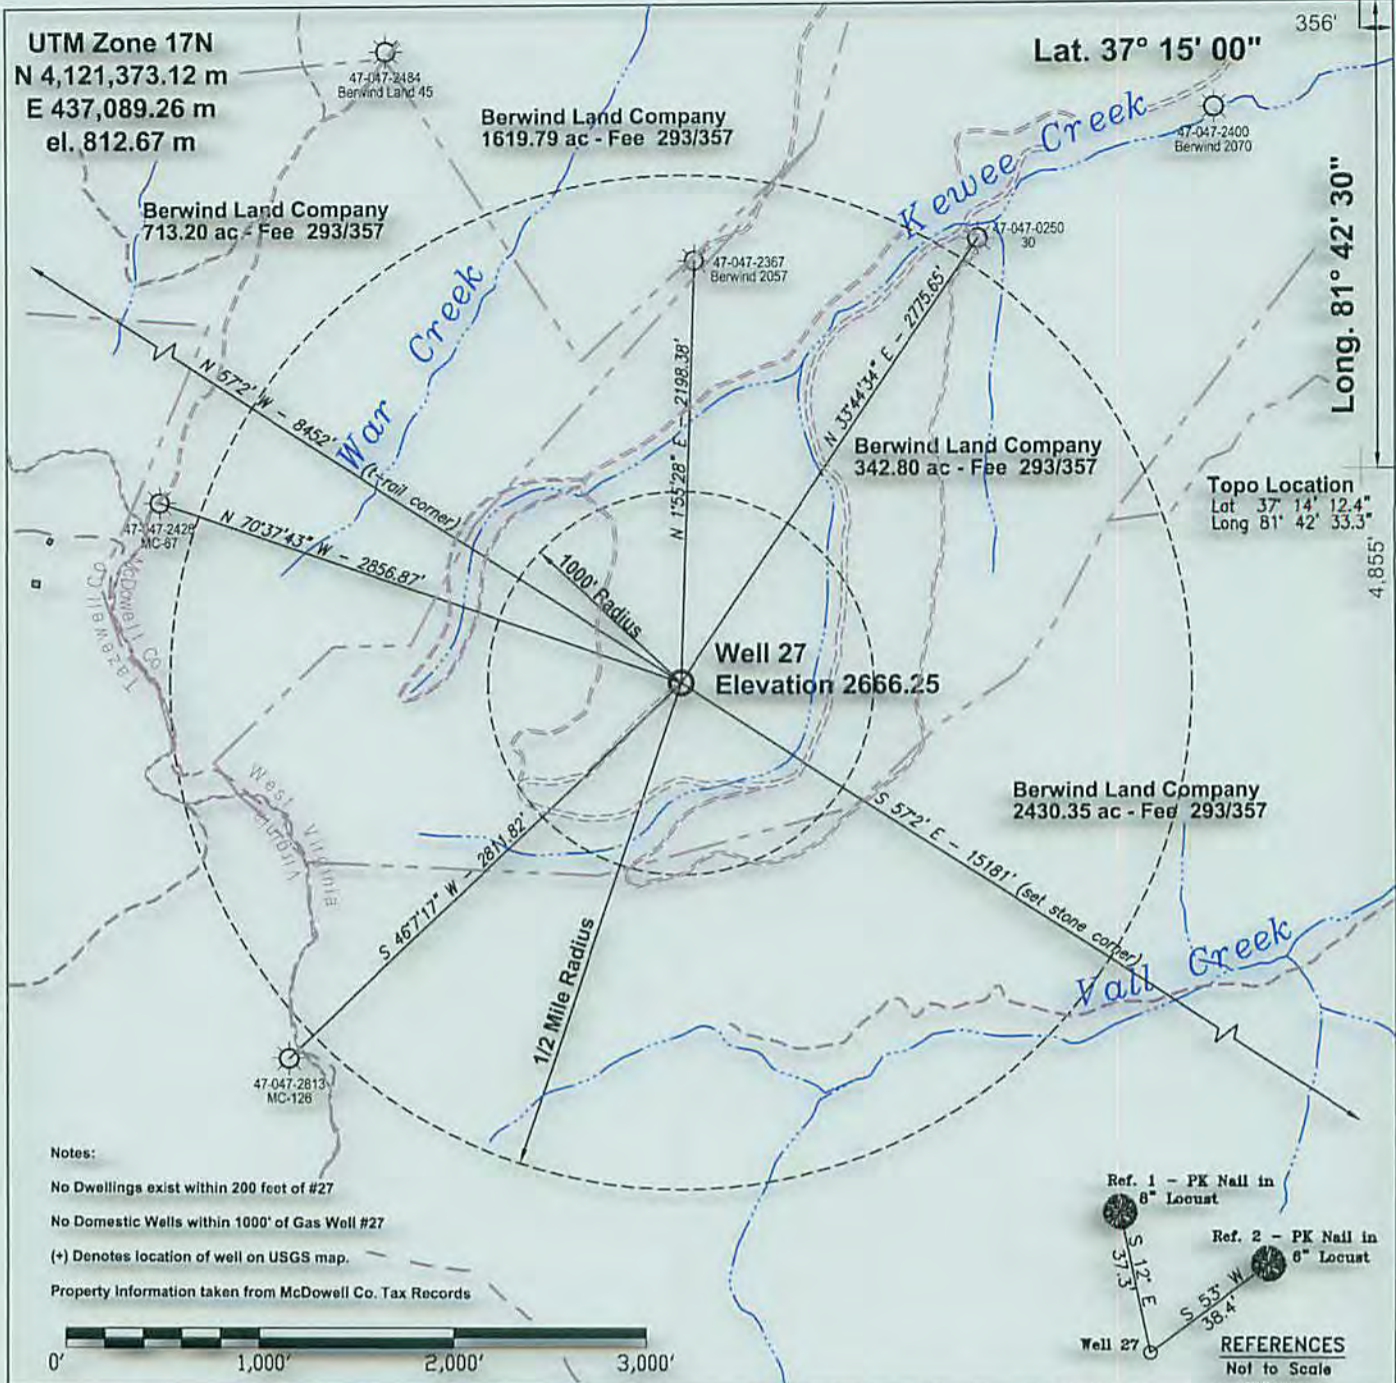 UTM Zone 17N
N 4,121,373.12 m
E 437,089.26 m
el. 812.67 m
356'
Lat. 37° 15' 00"
Long. 81° 42' 30"
47-047-2484
Berwind Land 45
Berwind Land Company
1619.79 ac - Fee 293/357
47-047-2400
Berwind 2070
Kewee Creek
Berwind Land Company
713.20 ac - Fee 293/357
47-047-0250
30
47-047-2367
Berwind 2057
War Creek
N 57°2' W - 8452'
(t-rail corner)
N 1°55'28" E - 2198.38'
N 33°44'34" E - 2775.65'
Berwind Land Company
342.80 ac - Fee 293/357
Topo Location
Lat 37° 14' 12.4"
Long 81° 42' 33.3"
4,855'
47-047-2428
MC-67
N 70°37'43" W - 2856.87'
Tazewell Co
McDowell Co
1000' Radius
Well 27
Elevation 2666.25
West Virginia
Virginia
Berwind Land Company
2430.35 ac - Fee 293/357
S 57°2' E - 15181' (set stone corner)
S 46°7'17" W - 2811.82'
1/2 Mile Radius
Vall Creek
47-047-2813
MC-126
Notes:
No Dwellings exist within 200 feet of #27
No Domestic Wells within 1000' of Gas Well #27
(+) Denotes location of well on USGS map.
Property Information taken from McDowell Co. Tax Records
0' 1,000' 2,000' 3,000'
Ref. 1 - PK Nail in
8" Locust
Ref. 2 - PK Nail in
6" Locust
S 12° E
37.3'
S 53° W
38.4'
Well 27
REFERENCES
Not to Scale